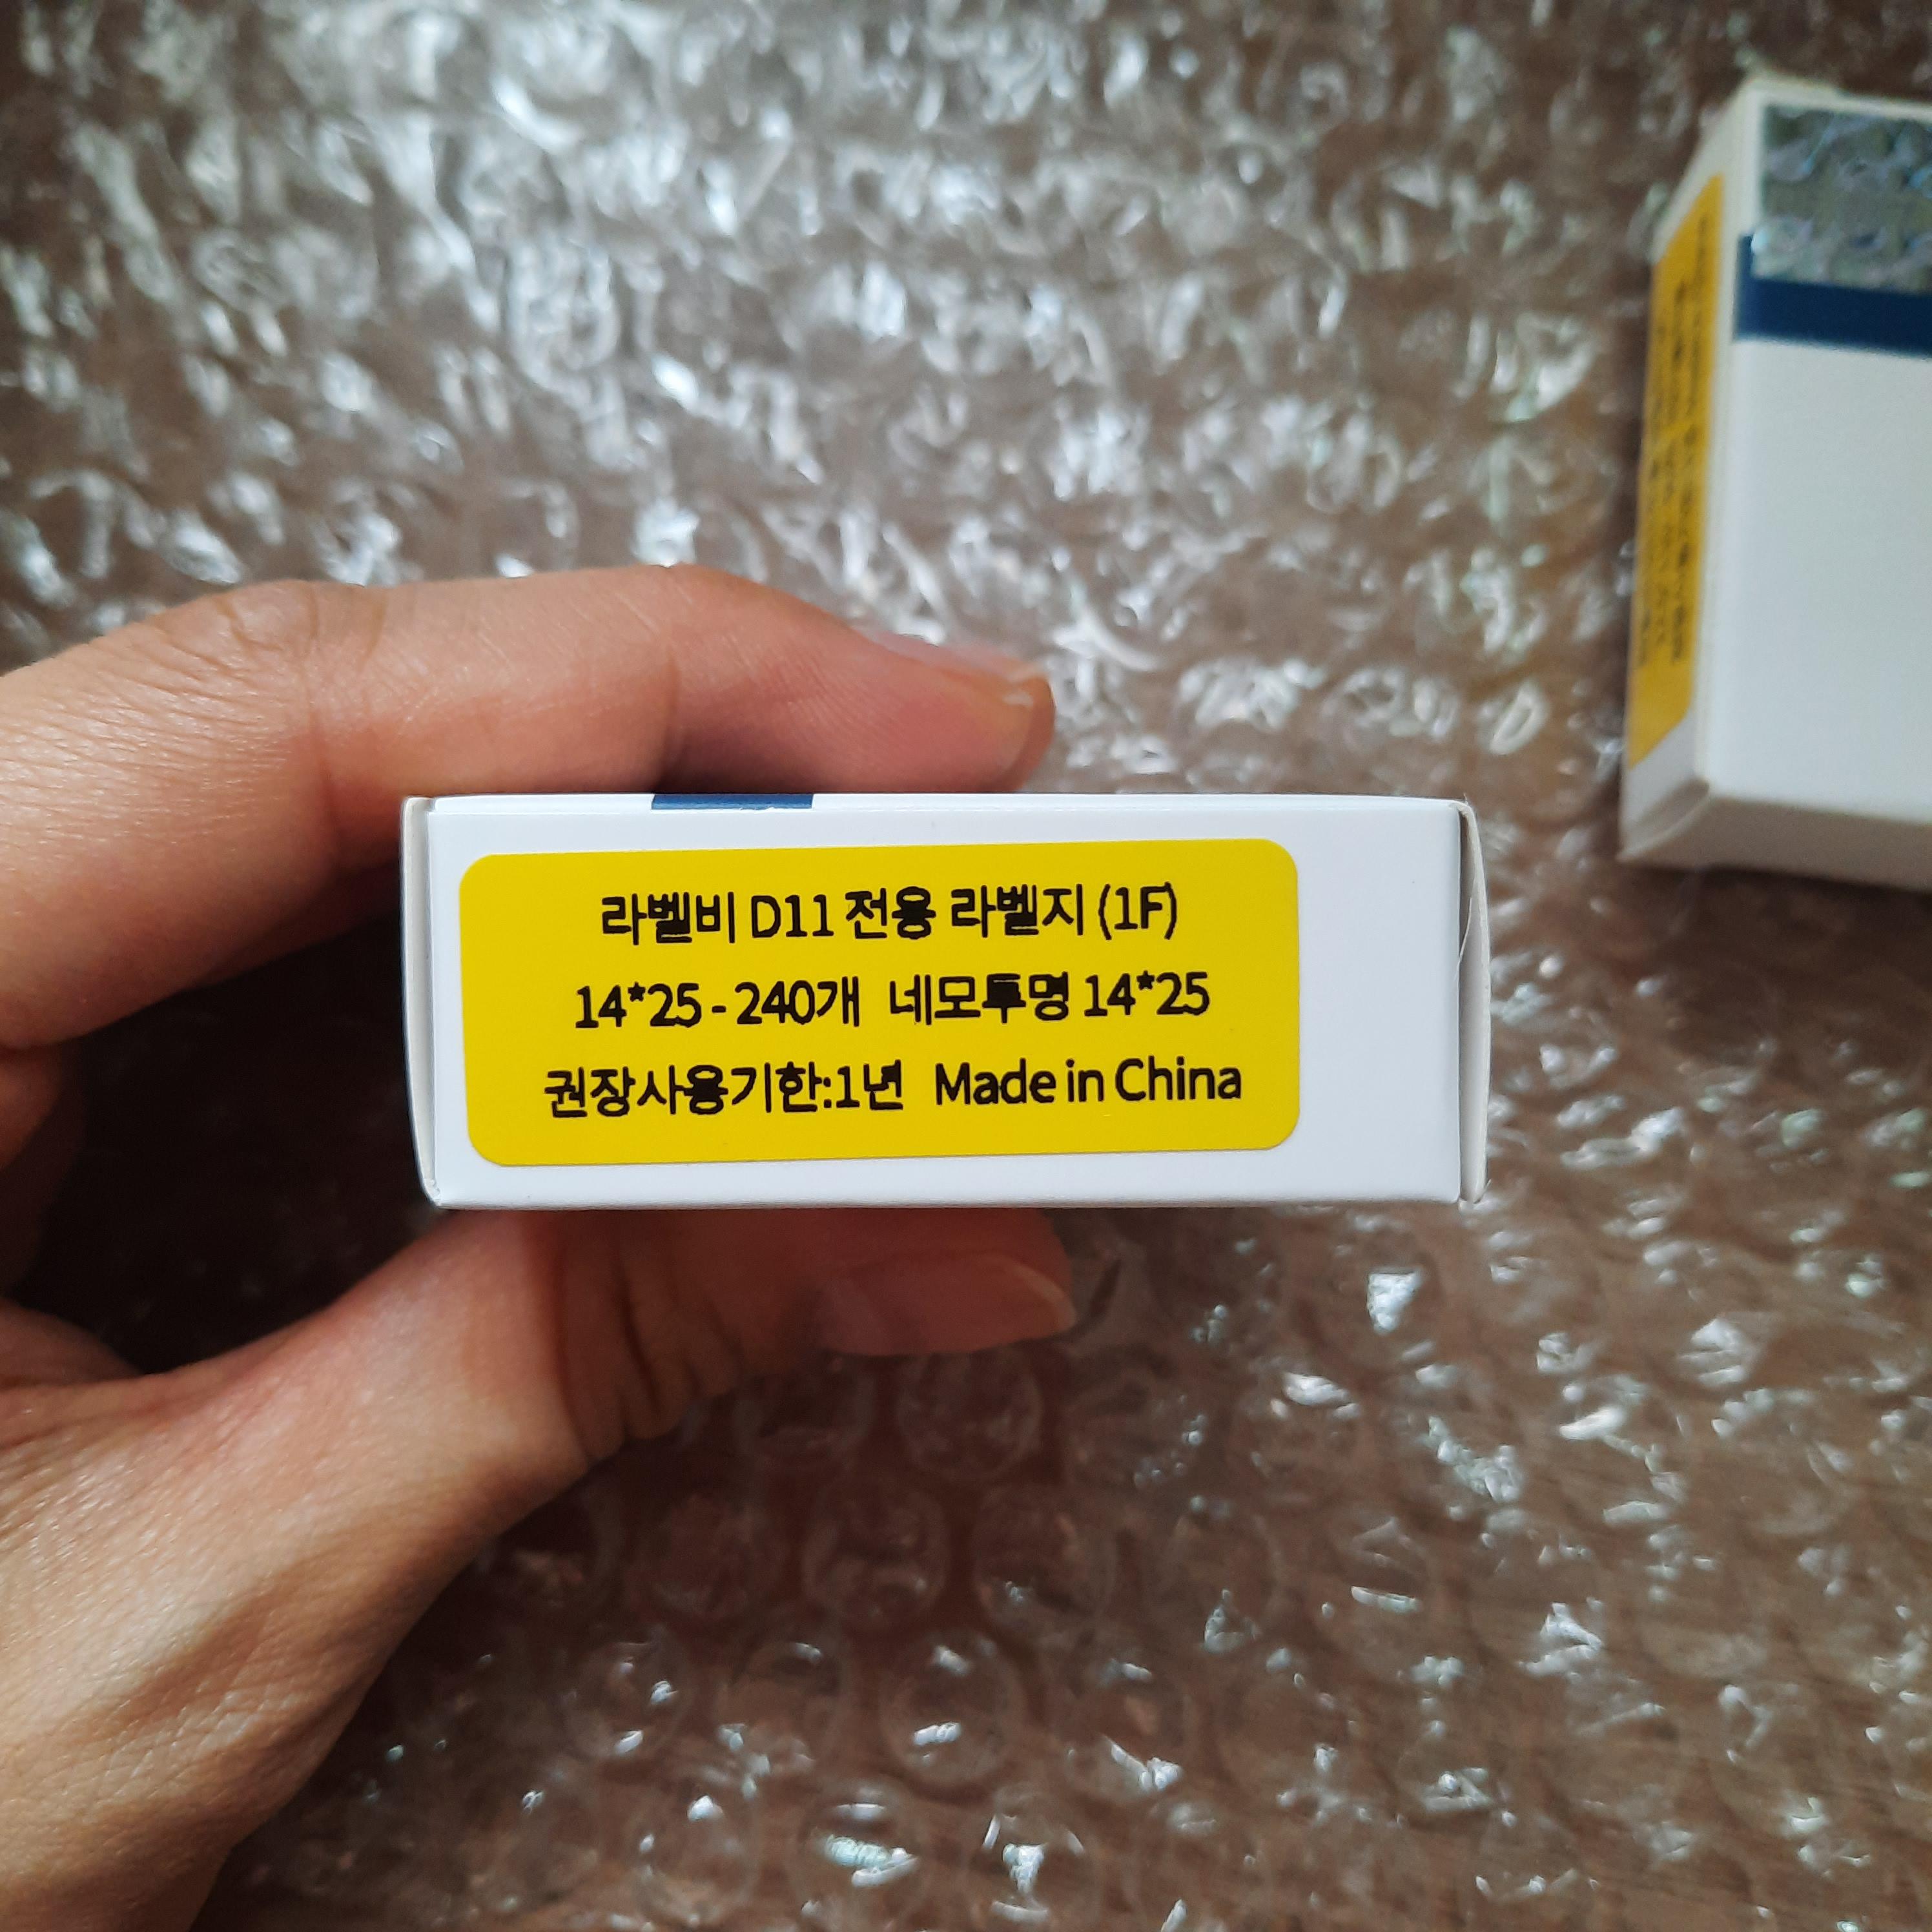 라벨비 D11 전용 라벨지 (1F)
14*25 - 240개 네모투명 14*25
권장사용기한:1년 Made in China